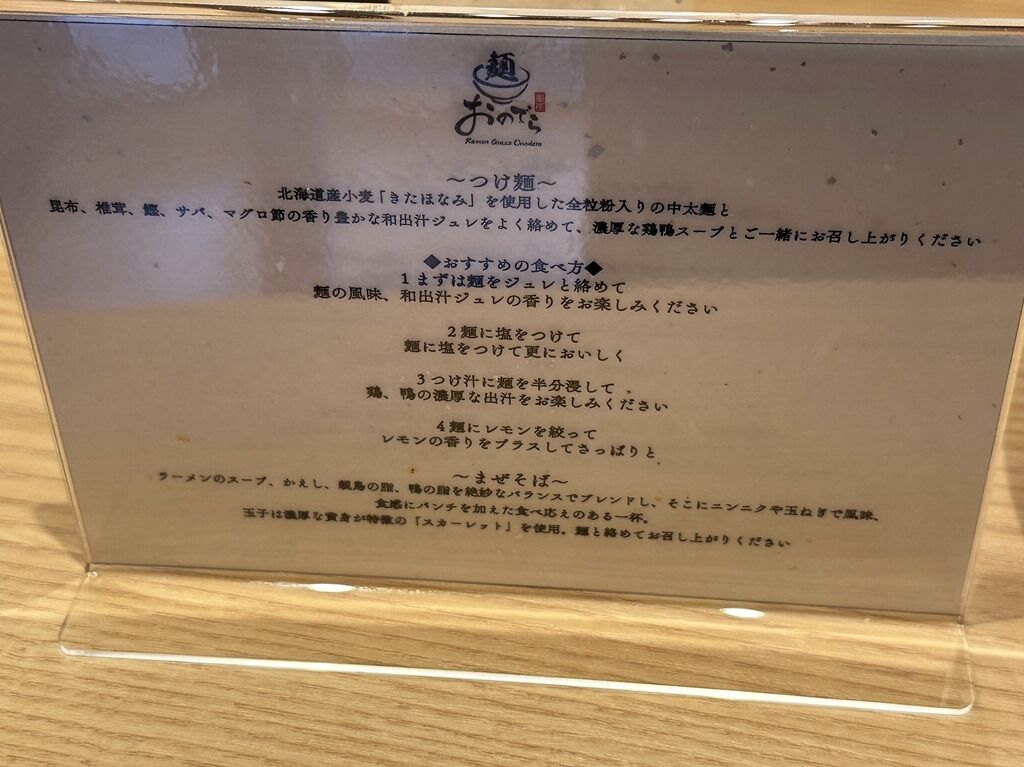 麺
おのでら
Ramen Ginza Onodera
～つけ麺～
北海道産小麦「きたほなみ」を使用した全粒粉入りの中太麺と
昆布、椎茸、鰹、サバ、マグロ節の香り豊かな和出汁ジュレをよく絡めて、濃厚な鶏鴨スープとご一緒にお召し上がりください
◆おすすめの食べ方◆
1まずは麺をジュレと絡めて
麺の風味、和出汁ジュレの香りをお楽しみください
2麺に塩をつけて
麺に塩をつけて更においしく
3つけ汁に麺を半分浸して
鶏、鴨の濃厚な出汁をお楽しみください
4麺にレモンを絞って
レモンの香りをプラスしてさっぱりと
～まぜそば～
ラーメンのスープ、かえし、親鳥の脂、鴨の脂を絶妙なバランスでブレンドし、そこにニンニクや玉ねぎで風味、
食感にパンチを加えた食べ応えのある一杯。
玉子は濃厚な黄身が特徴の「スカーレット」を使用。麺と絡めてお召し上がりください